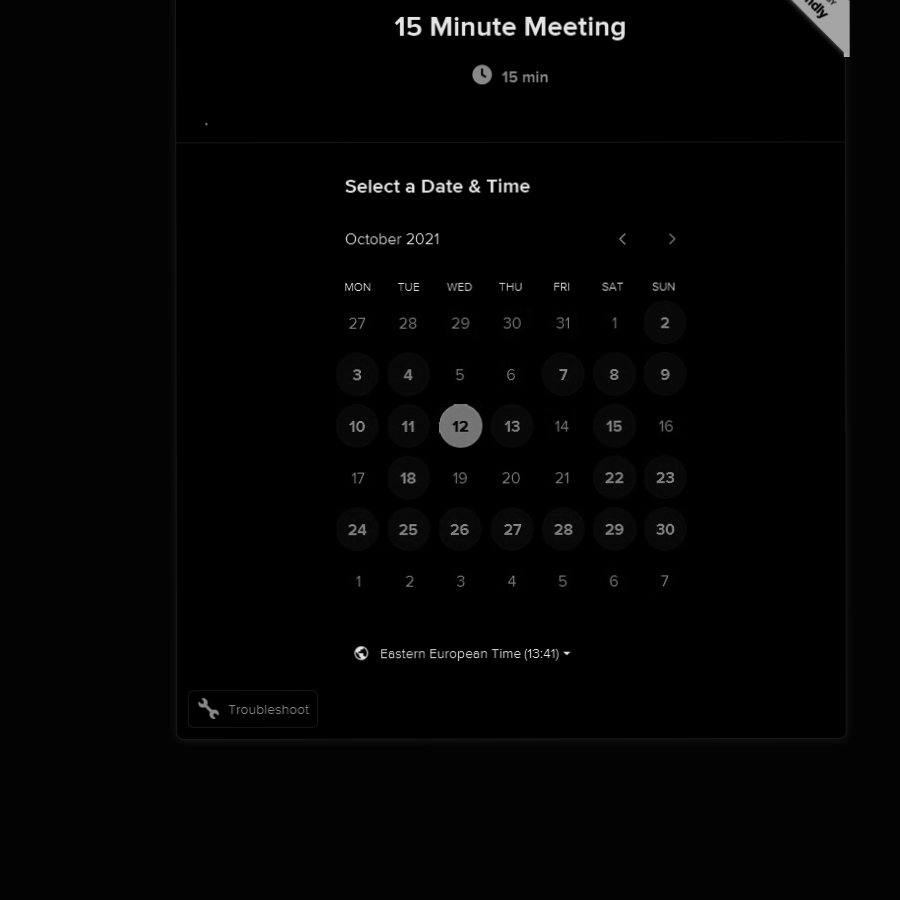 ndly
15 Minute Meeting
15 min
.
Select a Date & Time
October 2021
MON TUE WED THU FRI SAT SUN
27 28 29 30 31 1 2
3 4 5 6 7 8 9
10 11 12 13 14 15 16
17 18 19 20 21 22 23
24 25 26 27 28 29 30
1 2 3 4 5 6 7
Eastern European Time (13:41)
Troubleshoot